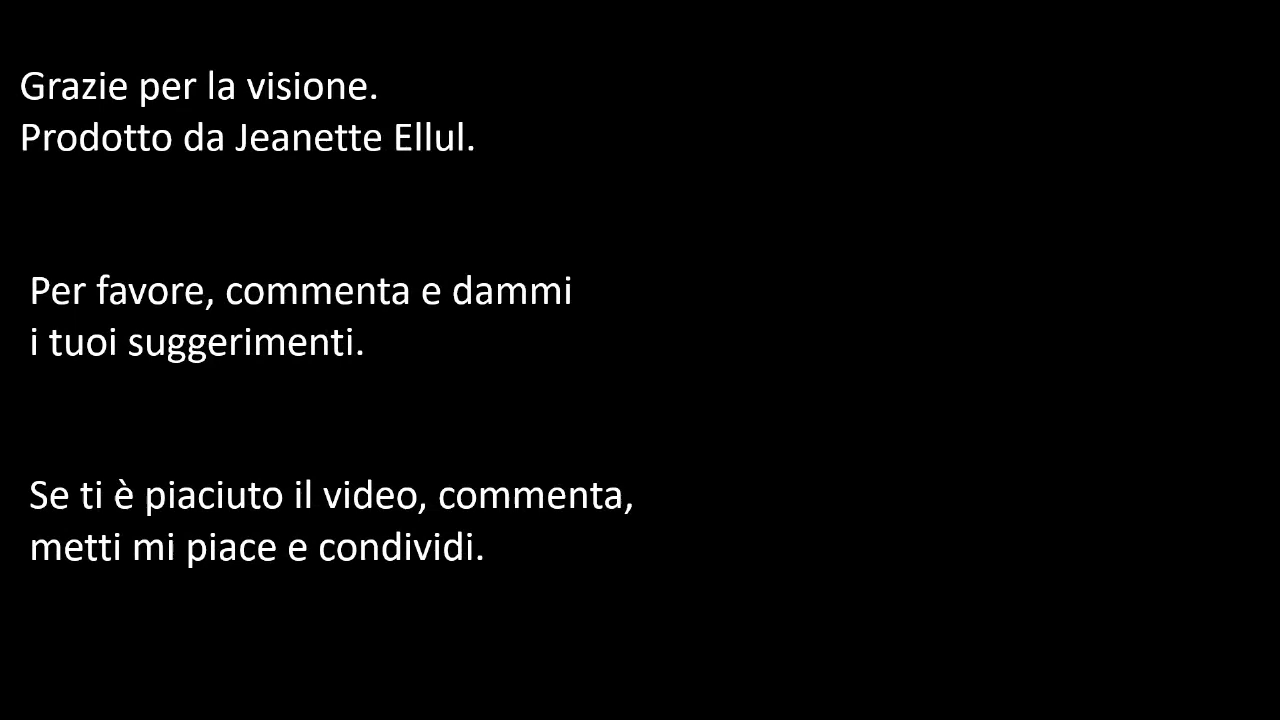 Grazie per la visione.
Prodotto da Jeanette Ellul.
Per favore, commenta e dammi
i tuoi suggerimenti.
Se ti è piaciuto il video, commenta,
metti mi piace e condividi.